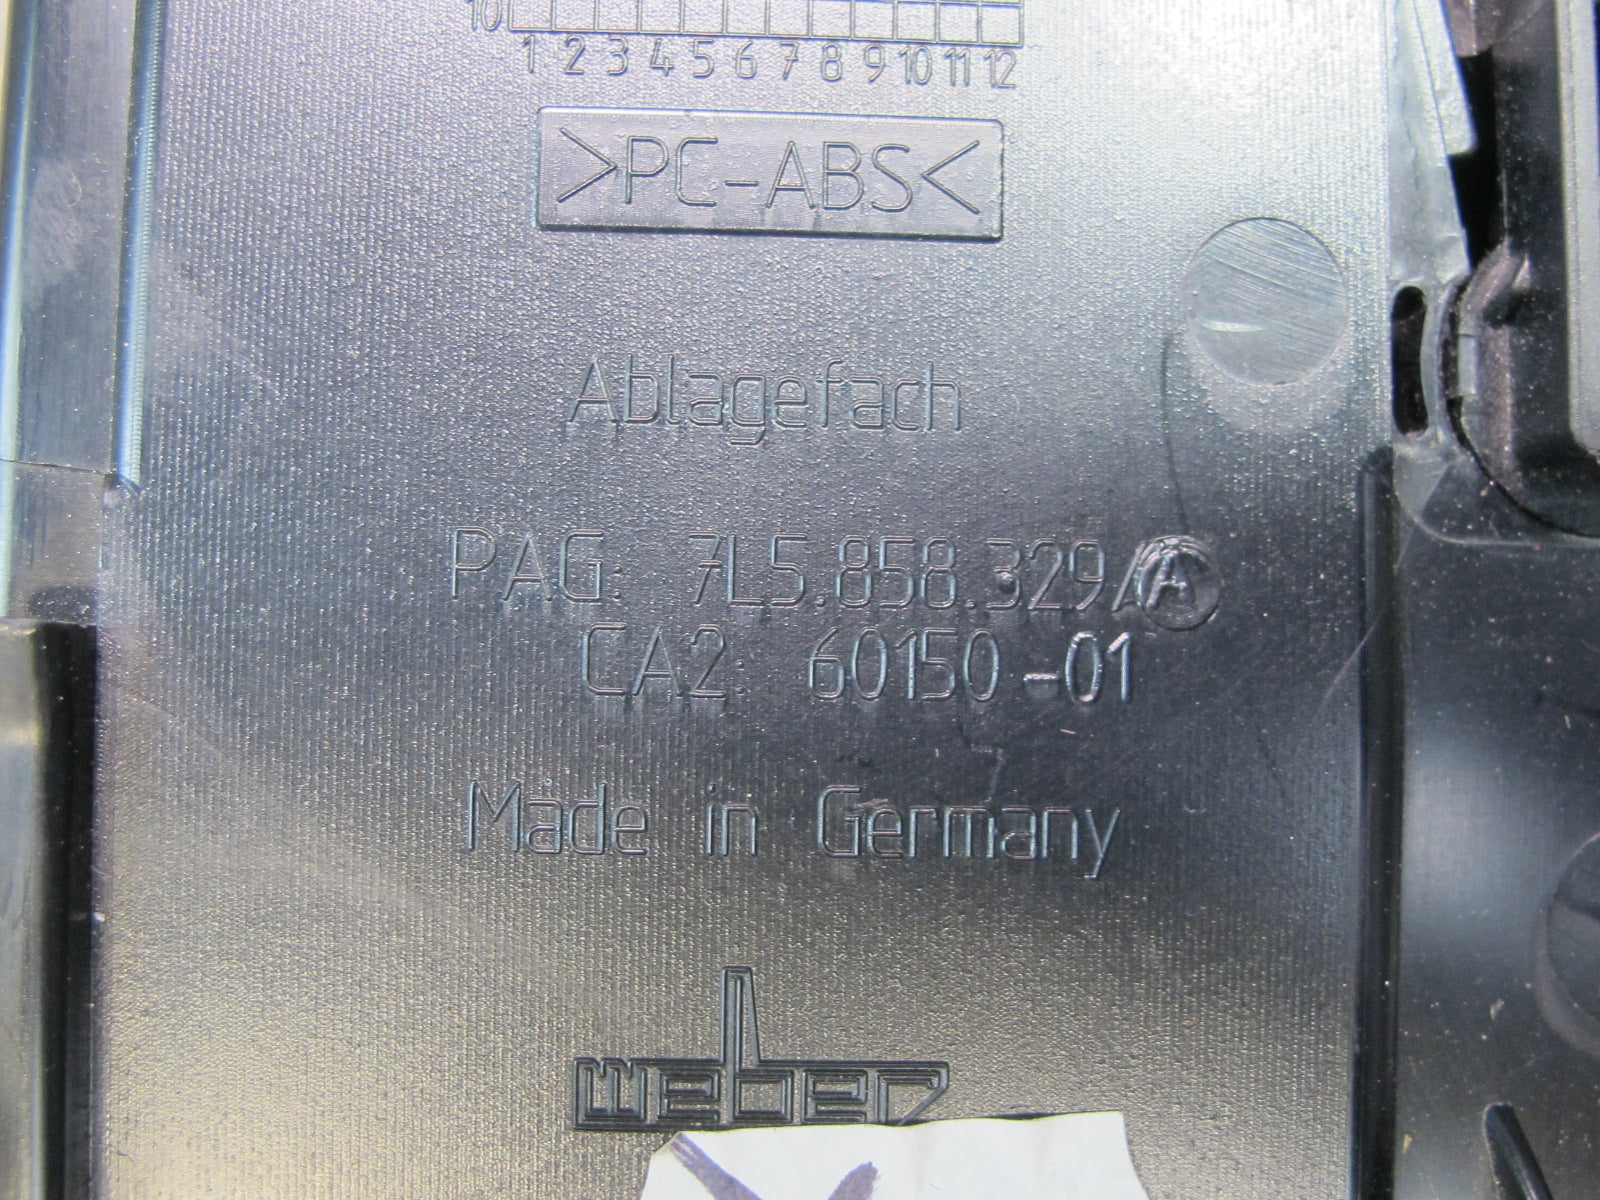 10
1 2 3 4 5 6 7 8 9 10 11 12
>PC-ABS<
Ablagefach
PAG: 7L5.858.329/A
CA2: 60150-01
Made in Germany
weber